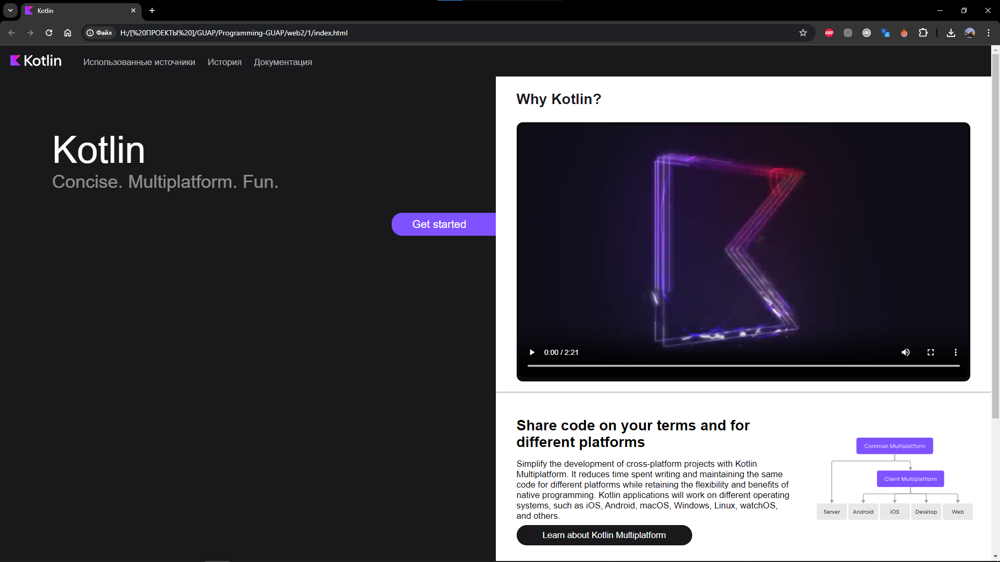 Kotlin
Файл
H:/[%20ПРОЕКТЫ%20]/GUAP/Programming-GUAP/web2/1/index.html
ABP
Kotlin
Использованные источники
История
Документация
Kotlin
Concise. Multiplatform. Fun.
Get started
Why Kotlin?
0:00 / 2:21
Share code on your terms and for
different platforms
Simplify the development of cross-platform projects with Kotlin
Multiplatform. It reduces time spent writing and maintaining the same
code for different platforms while retaining the flexibility and benefits of
native programming. Kotlin applications will work on different operating
systems, such as iOS, Android, macOS, Windows, Linux, watchOS,
and others.
Learn about Kotlin Multiplatform
Common Multiplatform
Client Multiplatform
Server
Android
iOS
Desktop
Web